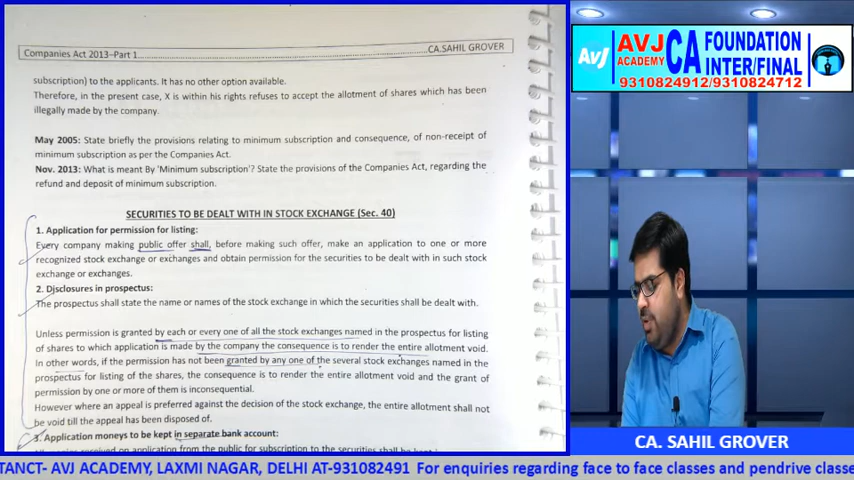 Companies Act 2013–Part 1
CA.SAHIL GROVER
subscription) to the applicants. It has no other option available.
Therefore, in the present case, X is within his rights refuses to accept the allotment of shares which has been
illegally made by the company.
May 2005: State briefly the provisions relating to minimum subscription and consequence, of non-receipt of
minimum subscription as per the Companies Act.
Nov. 2013: What is meant By 'Minimum subscription'? State the provisions of the Companies Act, regarding the
refund and deposit of minimum subscription.
SECURITIES TO BE DEALT WITH IN STOCK EXCHANGE (Sec. 40)
1. Application for permission for listing:
Every company making public offer shall, before making such offer, make an application to one or more
recognized stock exchange or exchanges and obtain permission for the securities to be dealt with in such stock
exchange or exchanges.
2. Disclosures in prospectus:
The prospectus shall state the name or names of the stock exchange in which the securities shall be dealt with.
Unless permission is granted by each or every one of all the stock exchanges named in the prospectus for listing
of shares to which application is made by the company the consequence is to render the entire allotment void.
In other words, if the permission has not been granted by any one of the several stock exchanges named in the
prospectus for listing of the shares, the consequence is to render the entire allotment void and the grant of
permission by one or more of them is inconsequential.
However where an appeal is preferred against the decision of the stock exchange, the entire allotment shall not
be void till the appeal has been disposed of.
3. Application moneys to be kept in separate bank account:
AVJ
AVJ
ACADEMY
CA
FOUNDATION
INTER/FINAL
9310824912/9310824712
CA. SAHIL GROVER
TANCT- AVJ ACADEMY, LAXMI NAGAR, DELHI AT-931082491 For enquiries regarding face to face classes and pendrive classe